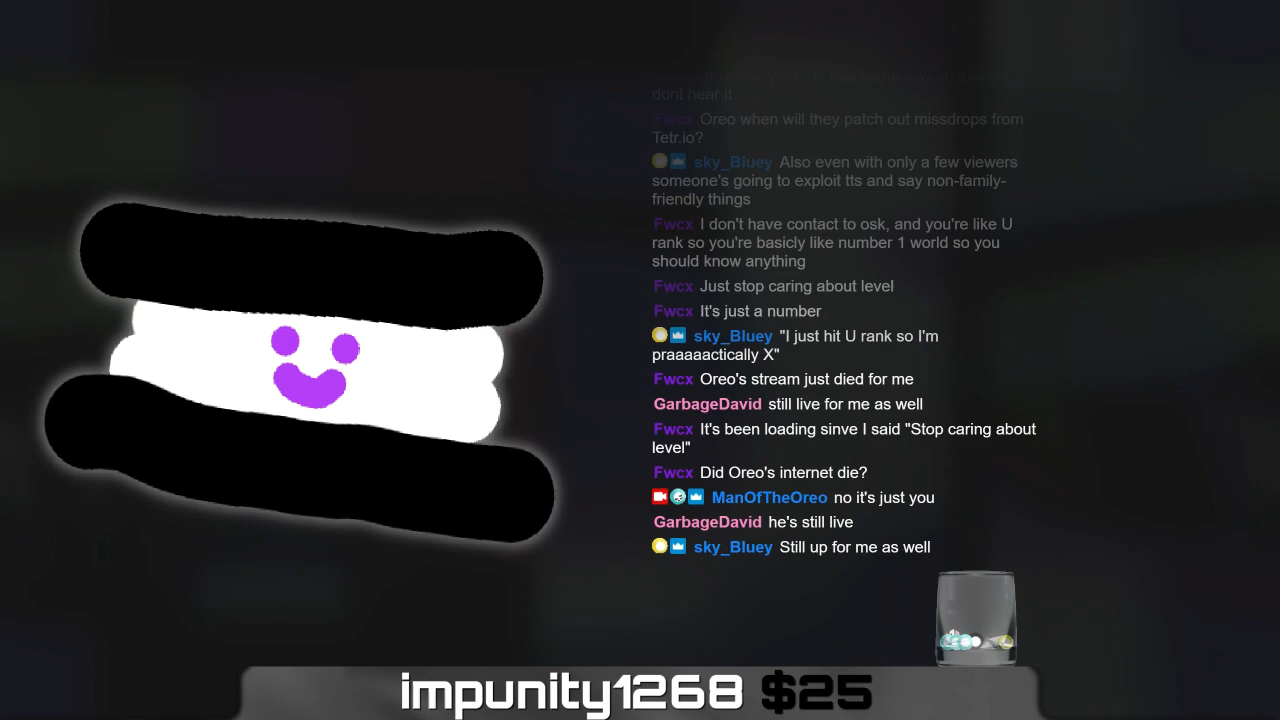 dont hear it
Fwcx Oreo when will they patch out missdrops from
Tetr.io?
sky_Bluey Also even with only a few viewers
someone's going to exploit tts and say non-family-
friendly things
Fwcx I don't have contact to osk, and you're like U
rank so you're basicly like number 1 world so you
should know anything
Fwcx Just stop caring about level
Fwcx It's just a number
sky_Bluey "I just hit U rank so I'm
praaaaactically X"
Fwcx Oreo's stream just died for me
GarbageDavid still live for me as well
Fwcx It's been loading sinve I said "Stop caring about
level"
Fwcx Did Oreo's internet die?
ManOfTheOreo no it's just you
GarbageDavid he's still live
sky_Bluey Still up for me as well
impunity1268 $25